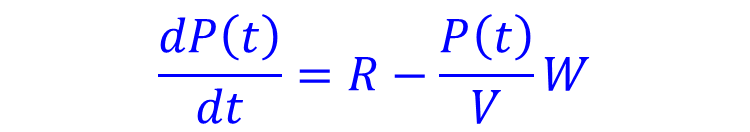 dP(t)/dt = R − P(t)/V W